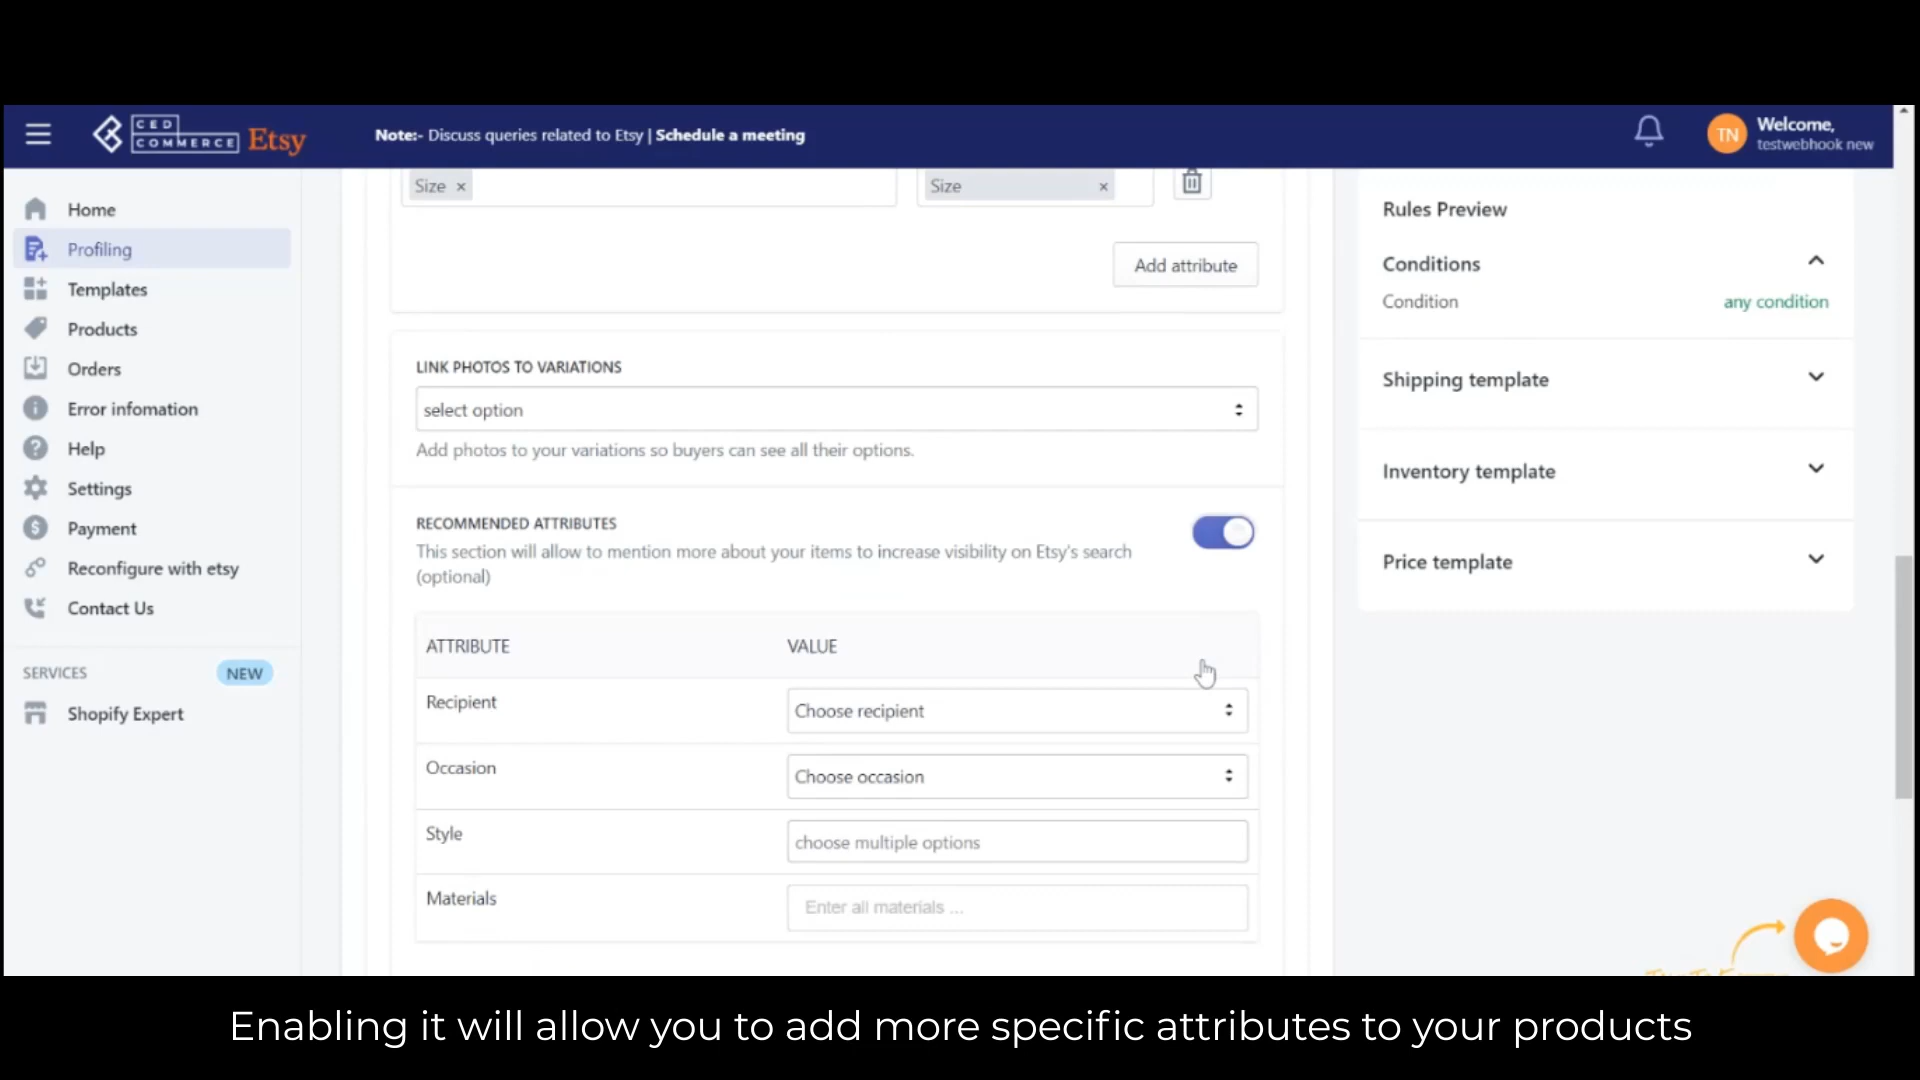 CED
COMMERCE Etsy
Note:- Discuss queries related to Etsy | Schedule a meeting
TN
Welcome,
testwebhook new
Home
Profiling
Templates
Products
Orders
Error infomation
Help
Settings
Payment
Reconfigure with etsy
Contact Us
SERVICES NEW
Shopify Expert
Size × Size ×
Add attribute
LINK PHOTOS TO VARIATIONS
select option
Add photos to your variations so buyers can see all their options.
RECOMMENDED ATTRIBUTES
This section will allow to mention more about your items to increase visibility on Etsy's search
(optional)
ATTRIBUTE VALUE
Recipient Choose recipient
Occasion Choose occasion
Style choose multiple options
Materials Enter all materials ...
Rules Preview
Conditions
Condition any condition
Shipping template
Inventory template
Price template
Enabling it will allow you to add more specific attributes to your products